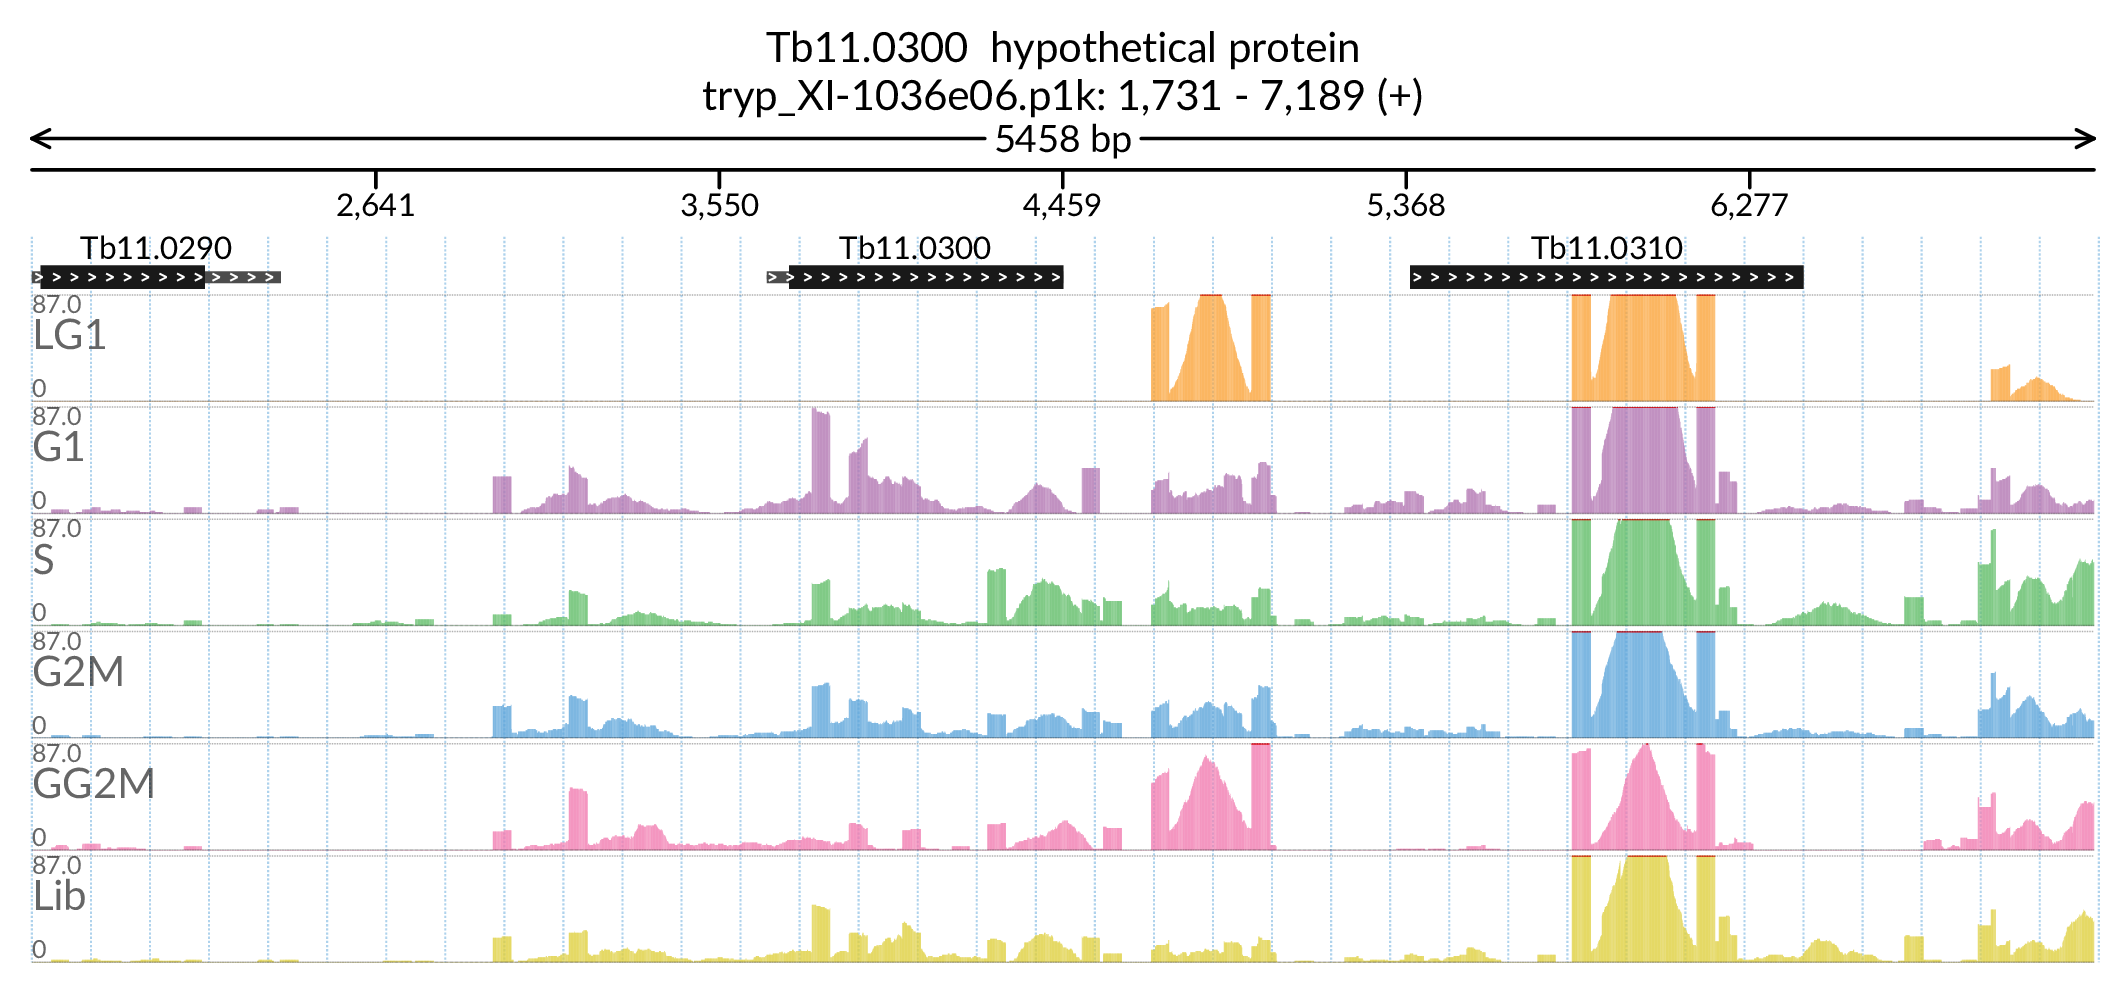 Tb11.0300 hypothetical protein
tryp_XI-1036e06.p1k: 1,731 - 7,189 (+)
5458 bp
2,641 3,550 4,459 5,368 6,277
Tb11.0290 Tb11.0300 Tb11.0310
87.0
LG1
0
87.0
G1
0
87.0
S
0
87.0
G2M
0
87.0
GG2M
0
87.0
Lib
0